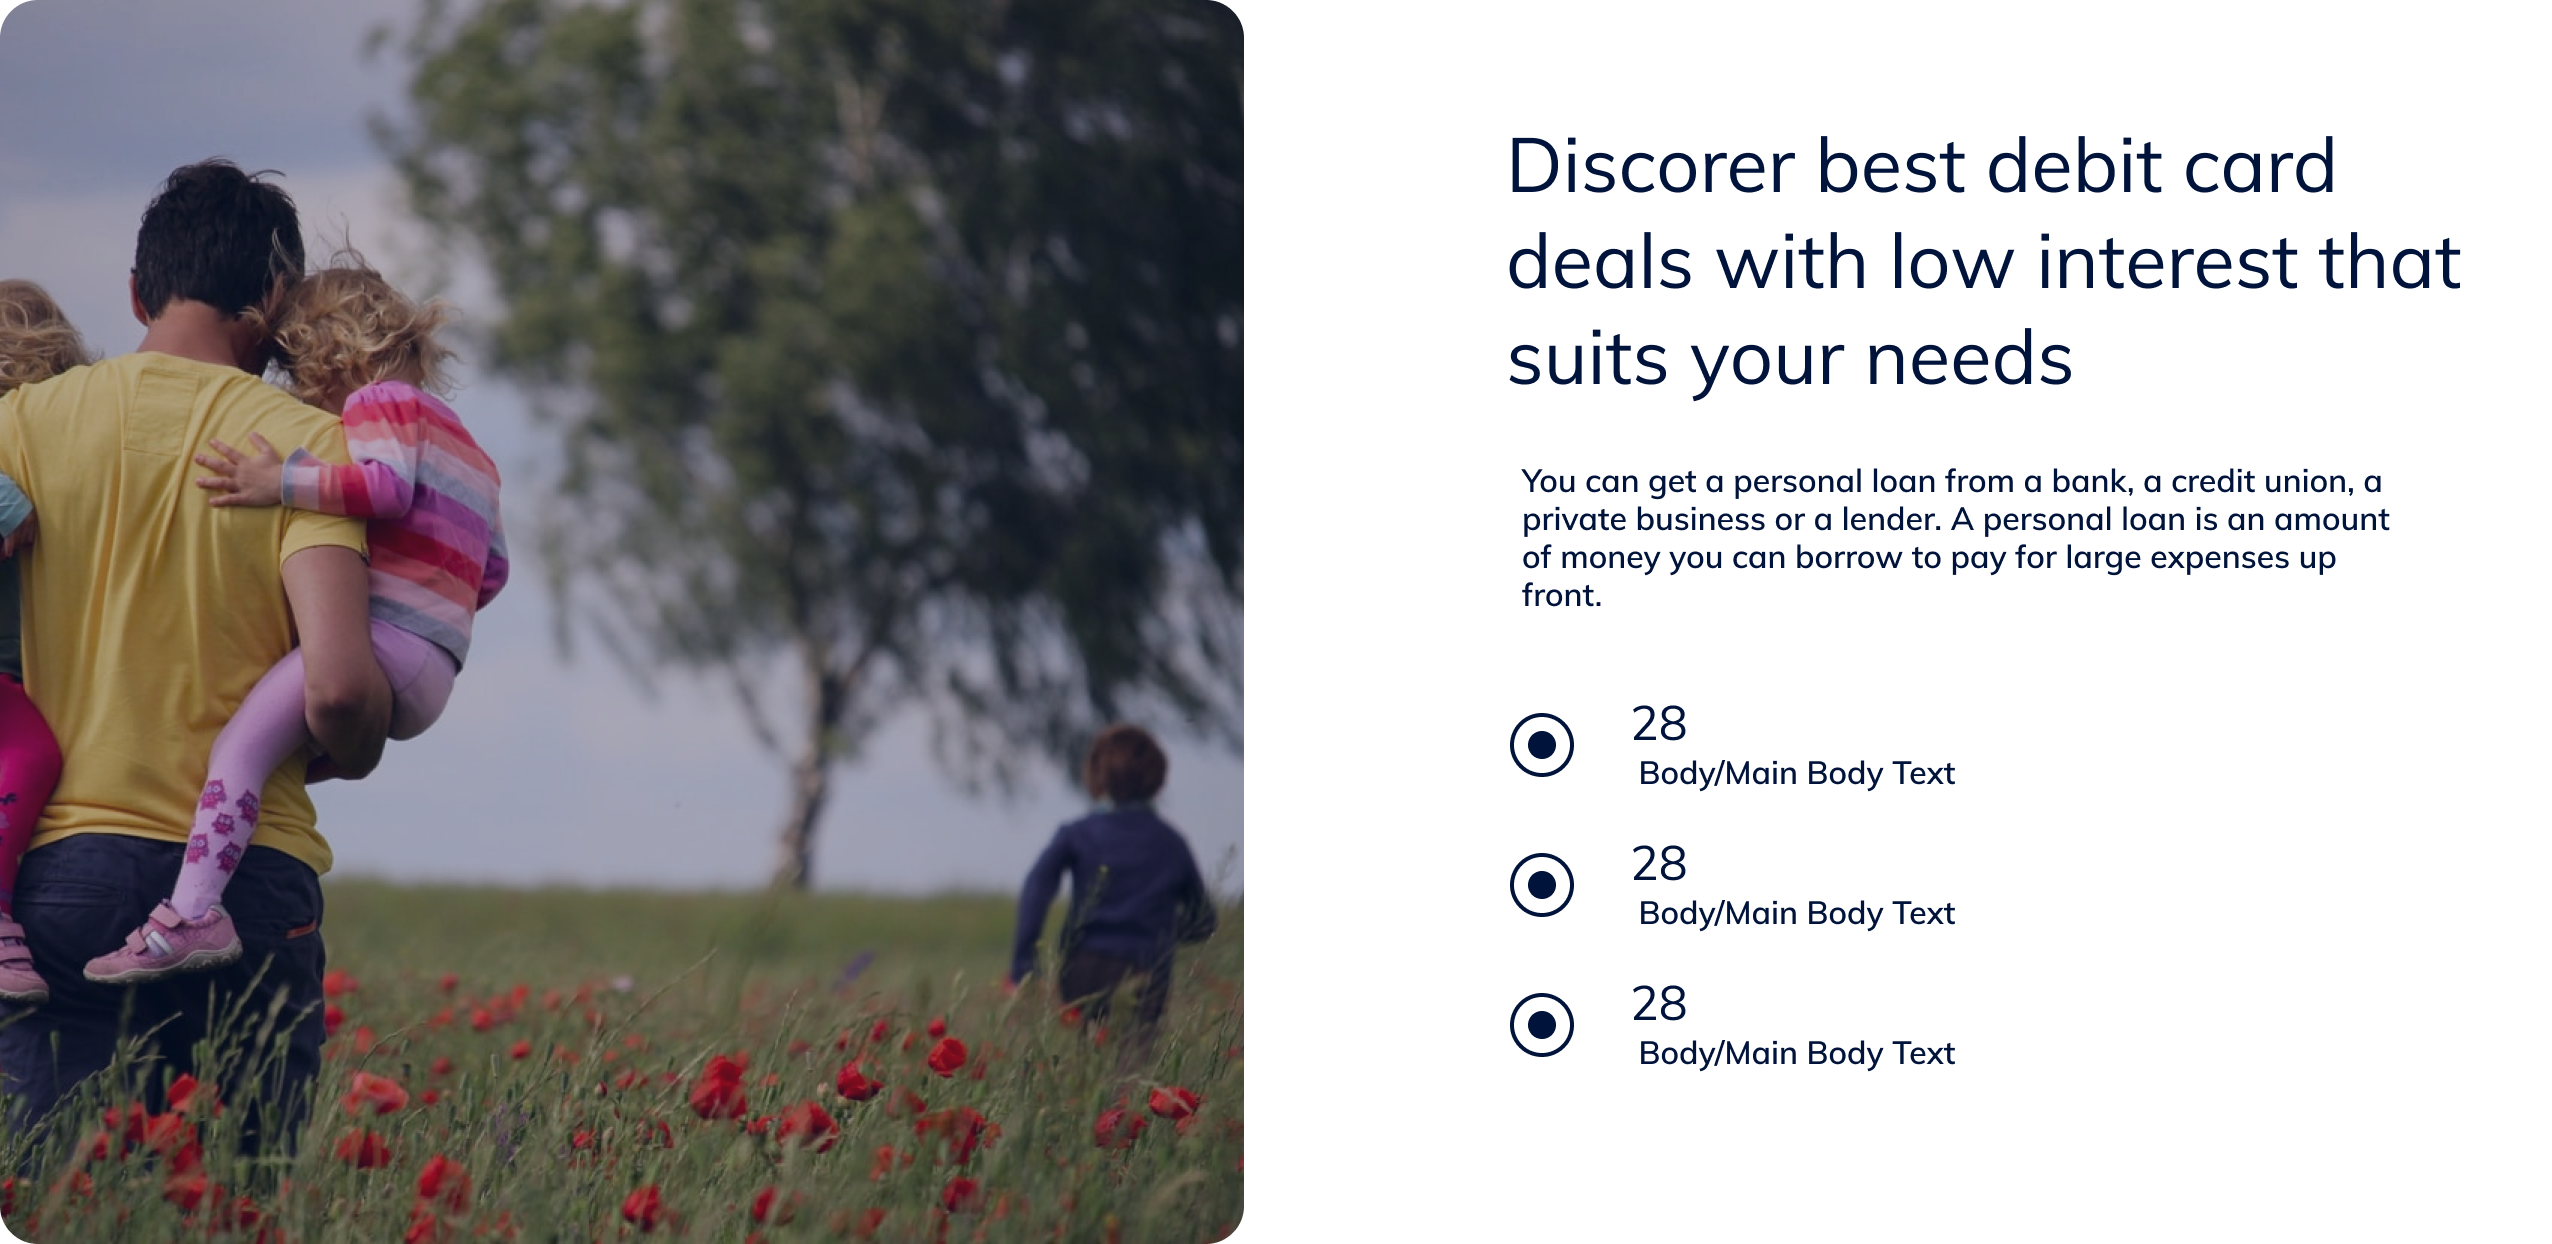 Discorer best debit card
deals with low interest that
suits your needs
You can get a personal loan from a bank, a credit union, a
private business or a lender. A personal loan is an amount
of money you can borrow to pay for large expenses up
front.
28
Body/Main Body Text
28
Body/Main Body Text
28
Body/Main Body Text